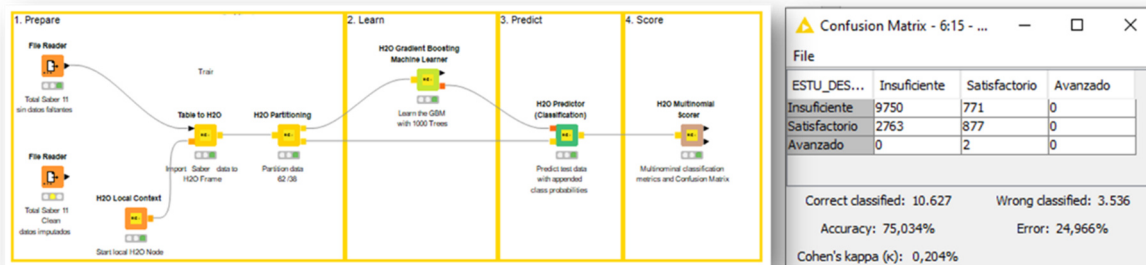 1. Prepare
2. Learn
3. Predict
4. Score
File Reader
Total Saber 11
sin datos faltantes
Trair
File Reader
Total Saber 11
Clean
datos imputados
H2O Local Context
Start local H2O Node
Table to H2O
Import Saber data to
H2O Frame
H2O Partitioning
Partition data
62/38
H2O Gradient Boosting
Machine Learner
Learn the GBM
with 1000 Trees
H2O Predictor
(Classification)
Predict test data
with appended
class probabilities
H2O Multinomial
Scorer
Multinominal classification
metrics and Confusion Matrix
Confusion Matrix - 6:15 - ...
File
ESTU_DES... Insuficiente Satisfactorio Avanzado
Insuficiente 9750 771 0
Satisfactorio 2763 877 0
Avanzado 0 2 0
Correct classified: 10.627 Wrong classified: 3.536
Accuracy: 75,034% Error: 24,966%
Cohen's kappa (κ): 0,204%